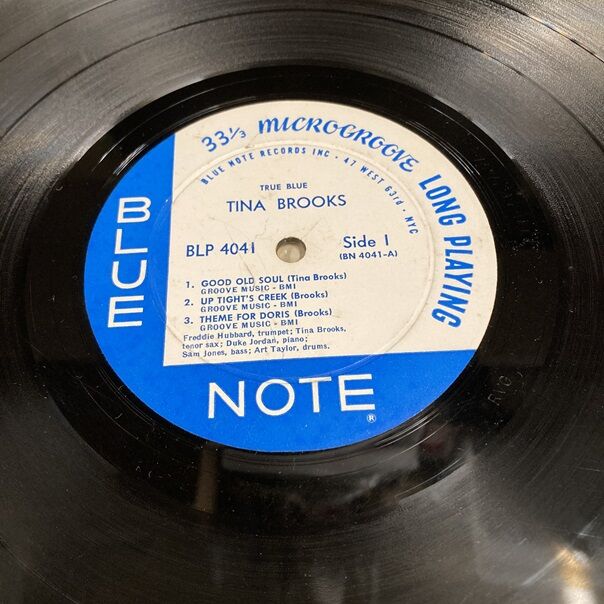 33⅓ MICROGROOVE LONG PLAYING
BLUE NOTE RECORDS INC · 47 WEST 63rd · NYC
TRUE BLUE
TINA BROOKS
BLP 4041
Side 1
(BN 4041-A)
1. GOOD OLD SOUL (Tina Brooks)
GROOVE MUSIC - BMI
2. UP TIGHT'S CREEK (Brooks)
GROOVE MUSIC - BMI
3. THEME FOR DORIS (Brooks)
GROOVE MUSIC - BMI
Freddie Hubbard, trumpet; Tina Brooks,
tenor sax; Duke Jordan, piano;
Sam Jones, bass; Art Taylor, drums.
BLUE
NOTE®
RVG